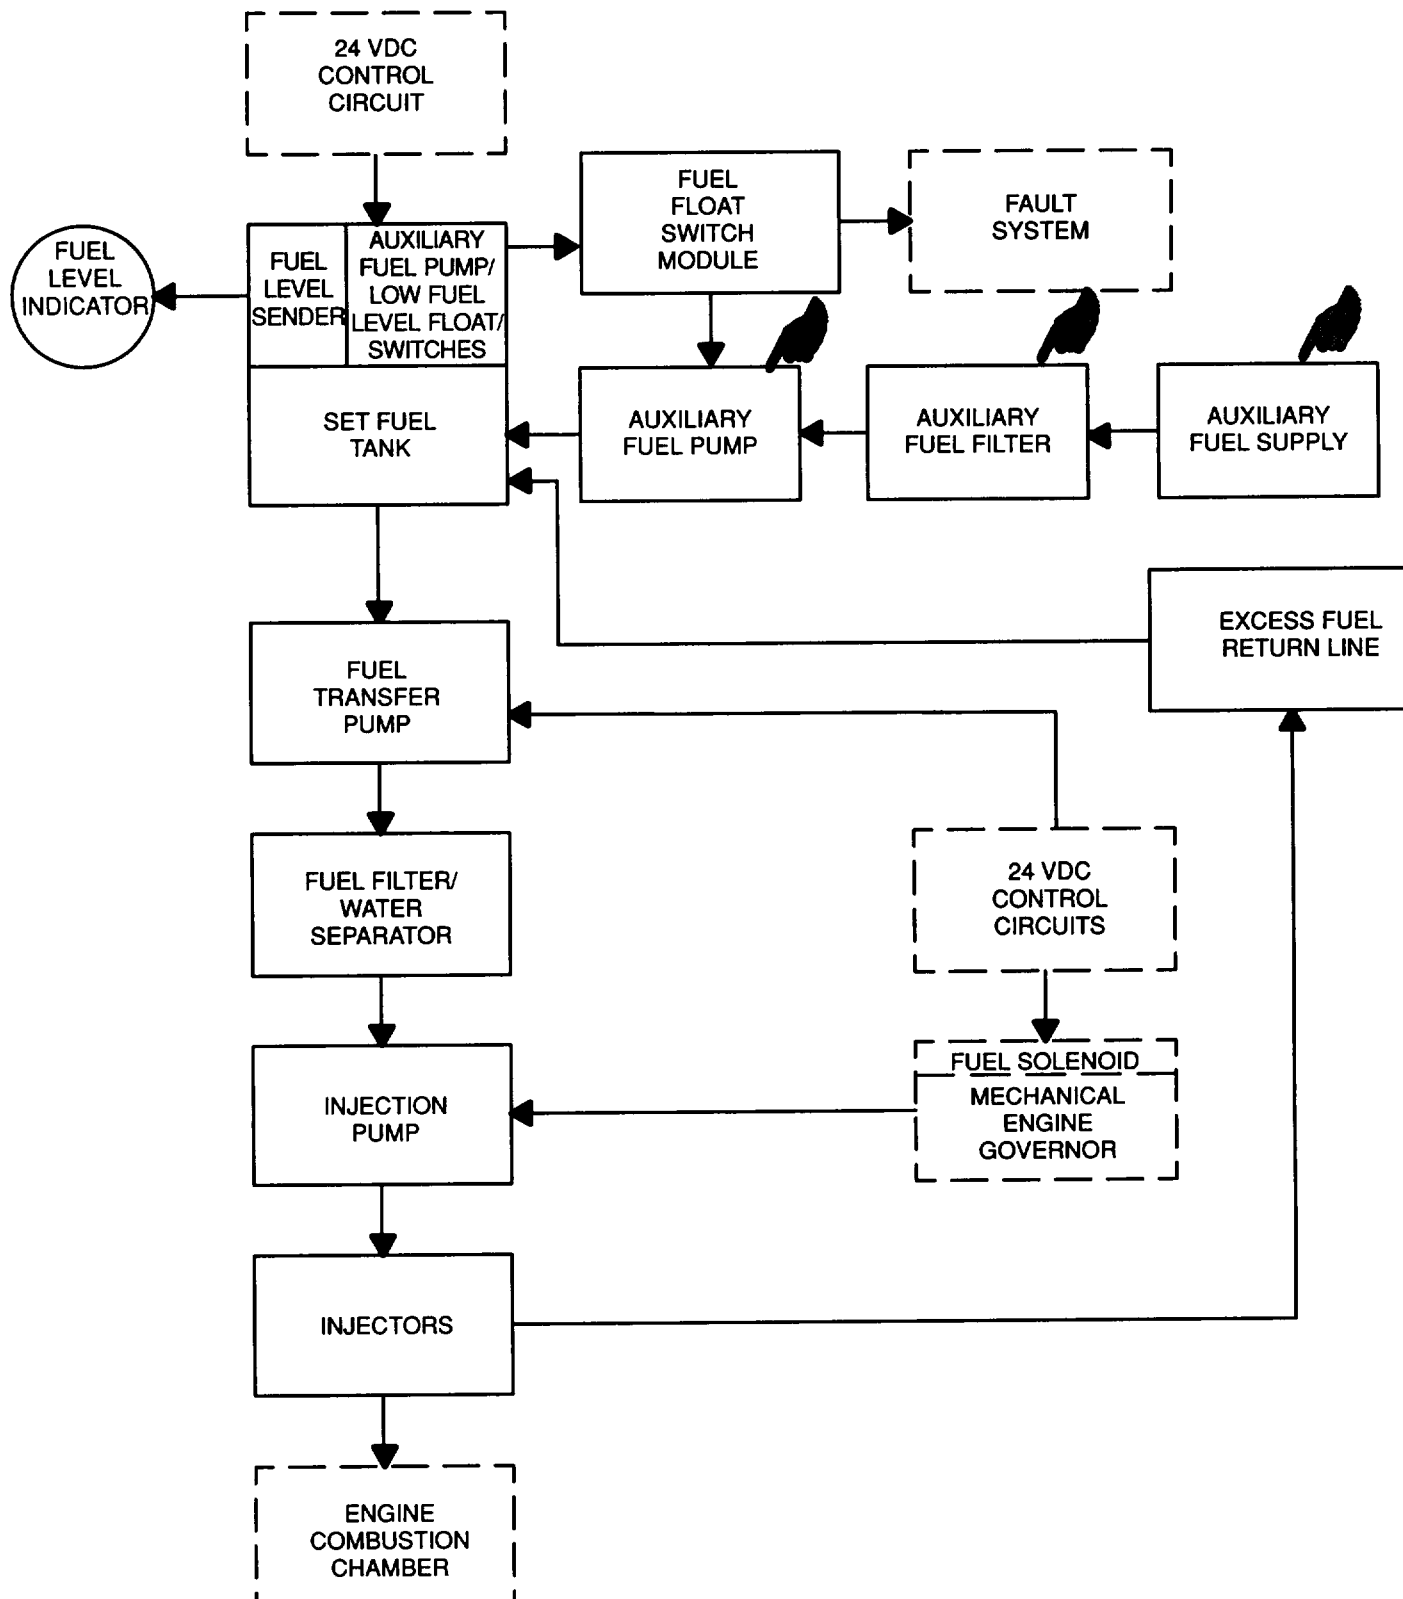 24 VDC
CONTROL
CIRCUIT
FUEL
FLOAT
SWITCH
MODULE
FAULT
SYSTEM
FUEL
LEVEL
INDICATOR
FUEL
LEVEL
SENDER
AUXILIARY
FUEL PUMP/
LOW FUEL
LEVEL FLOAT/
SWITCHES
SET FUEL
TANK
AUXILIARY
FUEL PUMP
AUXILIARY
FUEL FILTER
AUXILIARY
FUEL SUPPLY
EXCESS FUEL
RETURN LINE
FUEL
TRANSFER
PUMP
FUEL FILTER/
WATER
SEPARATOR
24 VDC
CONTROL
CIRCUITS
FUEL SOLENOID
MECHANICAL
ENGINE
GOVERNOR
INJECTION
PUMP
INJECTORS
ENGINE
COMBUSTION
CHAMBER